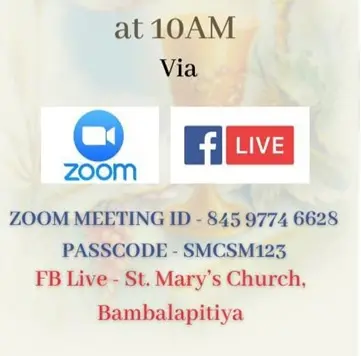 at 10AM
Via
zoom
f LIVE
ZOOM MEETING ID - 845 9774 6628
PASSCODE - SMCSM123
FB Live - St. Mary's Church,
Bambalapitiya